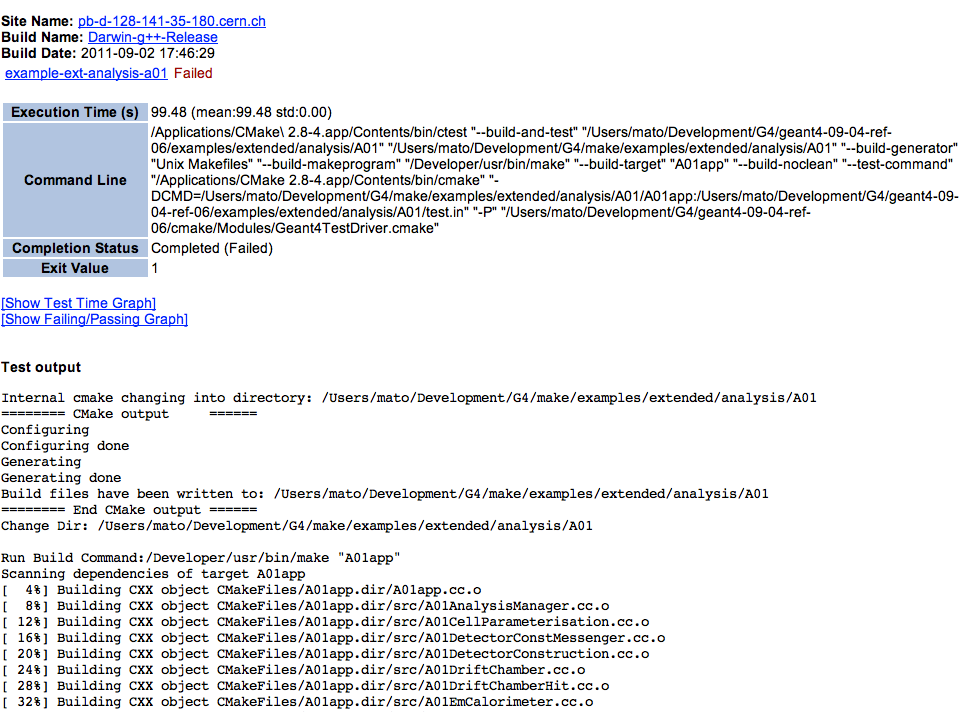 Site Name: pb-d-128-141-35-180.cern.ch
Build Name: Darwin-g++-Release
Build Date: 2011-09-02 17:46:29
example-ext-analysis-a01 Failed
Execution Time (s) 99.48 (mean:99.48 std:0.00)
Command Line
/Applications/CMake\ 2.8-4.app/Contents/bin/ctest "--build-and-test" "/Users/mato/Development/G4/geant4-09-04-ref-
06/examples/extended/analysis/A01" "/Users/mato/Development/G4/make/examples/extended/analysis/A01" "--build-generator"
"Unix Makefiles" "--build-makeprogram" "/Developer/usr/bin/make" "--build-target" "A01app" "--build-noclean" "--test-command"
"/Applications/CMake 2.8-4.app/Contents/bin/cmake" "-
DCMD=/Users/mato/Development/G4/make/examples/extended/analysis/A01/A01app:/Users/mato/Development/G4/geant4-09-
04-ref-06/examples/extended/analysis/A01/test.in" "-P" "/Users/mato/Development/G4/geant4-09-04-ref-
06/cmake/Modules/Geant4TestDriver.cmake"
Completion Status Completed (Failed)
Exit Value 1
[Show Test Time Graph]
[Show Failing/Passing Graph]
Test output
Internal cmake changing into directory: /Users/mato/Development/G4/make/examples/extended/analysis/A01
======== CMake output     ======
Configuring
Configuring done
Generating
Generating done
Build files have been written to: /Users/mato/Development/G4/make/examples/extended/analysis/A01
======== End CMake output ======
Change Dir: /Users/mato/Development/G4/make/examples/extended/analysis/A01
Run Build Command:/Developer/usr/bin/make "A01app"
Scanning dependencies of target A01app
[  4%] Building CXX object CMakeFiles/A01app.dir/A01app.cc.o
[  8%] Building CXX object CMakeFiles/A01app.dir/src/A01AnalysisManager.cc.o
[ 12%] Building CXX object CMakeFiles/A01app.dir/src/A01CellParameterisation.cc.o
[ 16%] Building CXX object CMakeFiles/A01app.dir/src/A01DetectorConstMessenger.cc.o
[ 20%] Building CXX object CMakeFiles/A01app.dir/src/A01DetectorConstruction.cc.o
[ 24%] Building CXX object CMakeFiles/A01app.dir/src/A01DriftChamber.cc.o
[ 28%] Building CXX object CMakeFiles/A01app.dir/src/A01DriftChamberHit.cc.o
[ 32%] Building CXX object CMakeFiles/A01app.dir/src/A01EmCalorimeter.cc.o